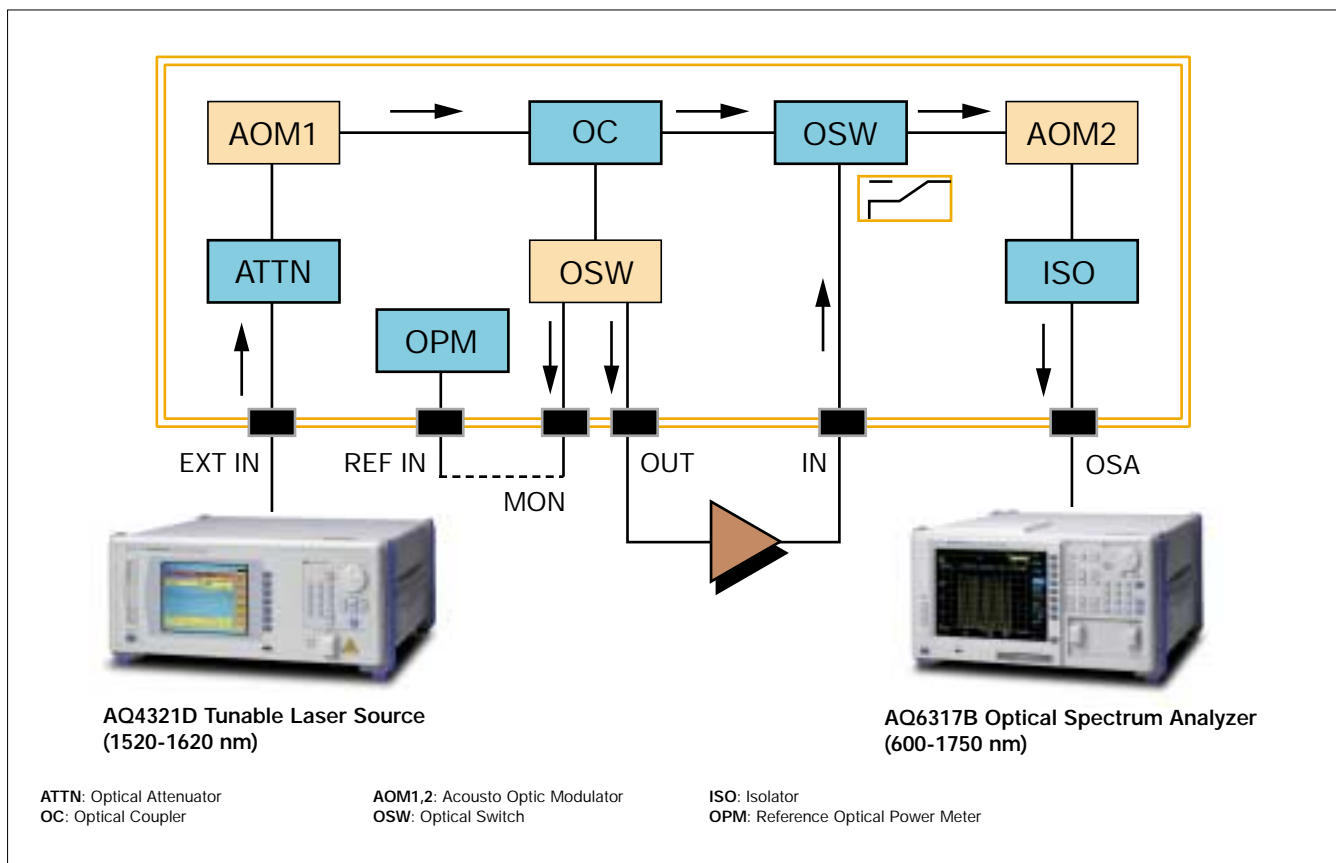 AOM1
OC
OSW
AOM2
ATTN
OSW
ISO
OPM
EXT IN
REF IN
MON
OUT
IN
OSA
AQ4321D Tunable Laser Source
(1520-1620 nm)
AQ6317B Optical Spectrum Analyzer
(600-1750 nm)
ATTN: Optical Attenuator
OC: Optical Coupler
AOM1,2: Acousto Optic Modulator
OSW: Optical Switch
ISO: Isolator
OPM: Reference Optical Power Meter